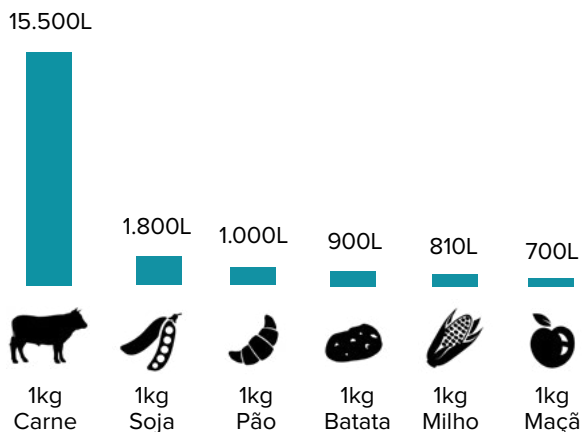 15.500L
1.800L
1.000L
900L
810L
700L
1kg
Carne
1kg
Soja
1kg
Pão
1kg
Batata
1kg
Milho
1kg
Maçã